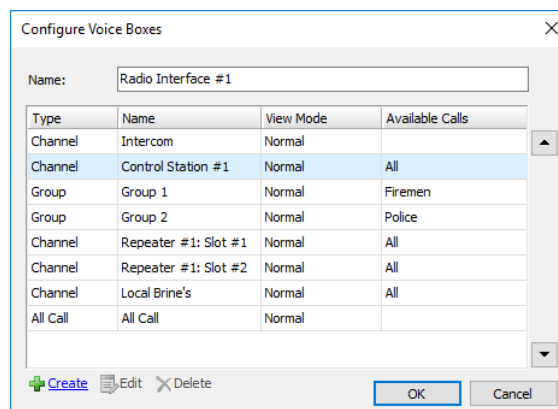 Configure Voice Boxes
Name: Radio Interface #1
Type Name View Mode Available Calls
Channel Intercom Normal
Channel Control Station #1 Normal All
Group Group 1 Normal Firemen
Group Group 2 Normal Police
Channel Repeater #1: Slot #1 Normal All
Channel Repeater #1: Slot #2 Normal All
Channel Local Brine's Normal All
All Call All Call Normal
Create Edit Delete
OK Cancel